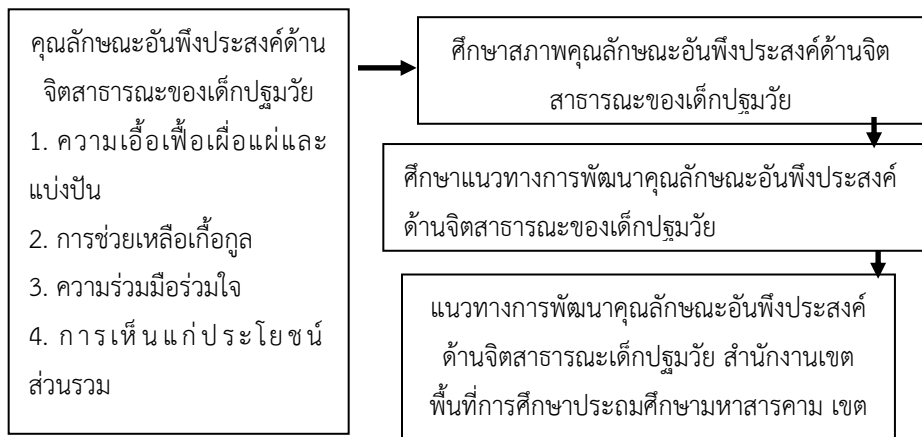 คุณลักษณะอันพึงประสงค์ด้าน
จิตสาธารณะของเด็กปฐมวัย
1. ความเอื้อเฟื้อเผื่อแผ่และ
แบ่งปัน
2. การช่วยเหลือเกื้อกูล
3. ความร่วมมือร่วมใจ
4. การเห็นแก่ประโยชน์
ส่วนรวม
ศึกษาสภาพคุณลักษณะอันพึงประสงค์ด้านจิต
สาธารณะของเด็กปฐมวัย
ศึกษาแนวทางการพัฒนาคุณลักษณะอันพึงประสงค์
ด้านจิตสาธารณะของเด็กปฐมวัย
แนวทางการพัฒนาคุณลักษณะอันพึงประสงค์
ด้านจิตสาธารณะเด็กปฐมวัย สำนักงานเขต
พื้นที่การศึกษาประถมศึกษามหาสารคาม เขต